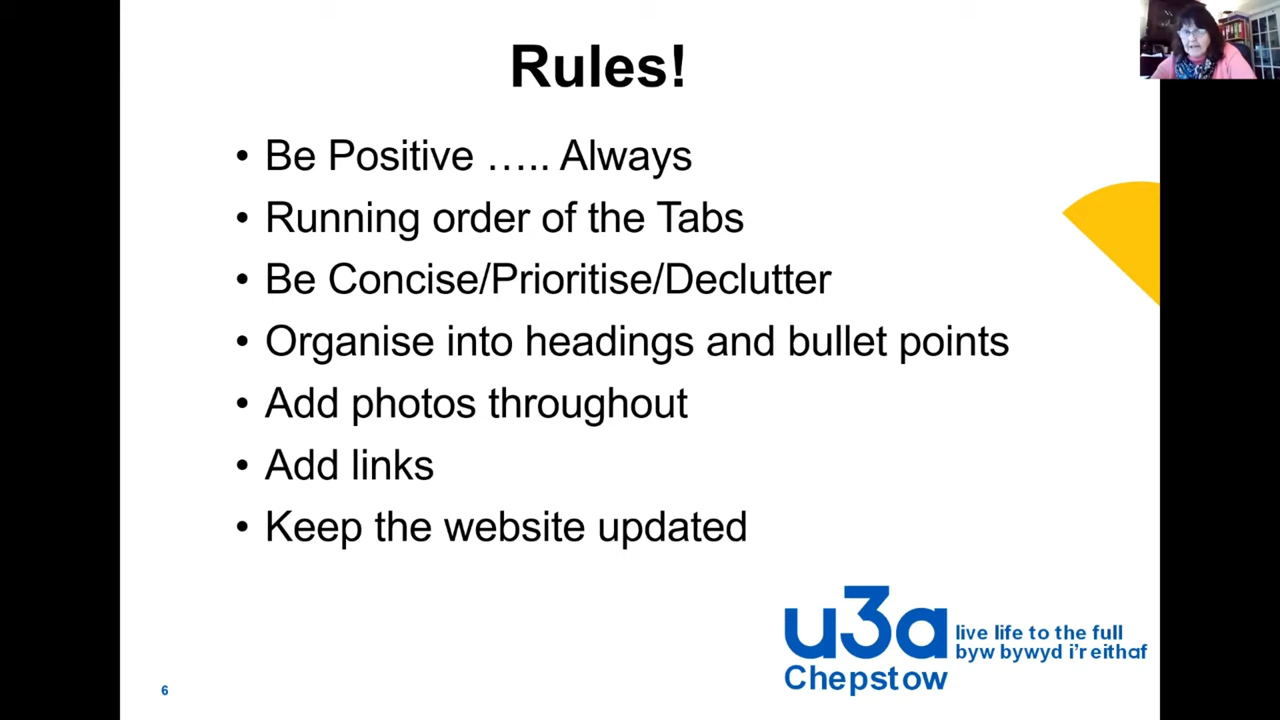 Rules!
• Be Positive ….. Always
• Running order of the Tabs
• Be Concise/Prioritise/Declutter
• Organise into headings and bullet points
• Add photos throughout
• Add links
• Keep the website updated
u3a
live life to the full
byw bywyd i'r eithaf
Chepstow
6